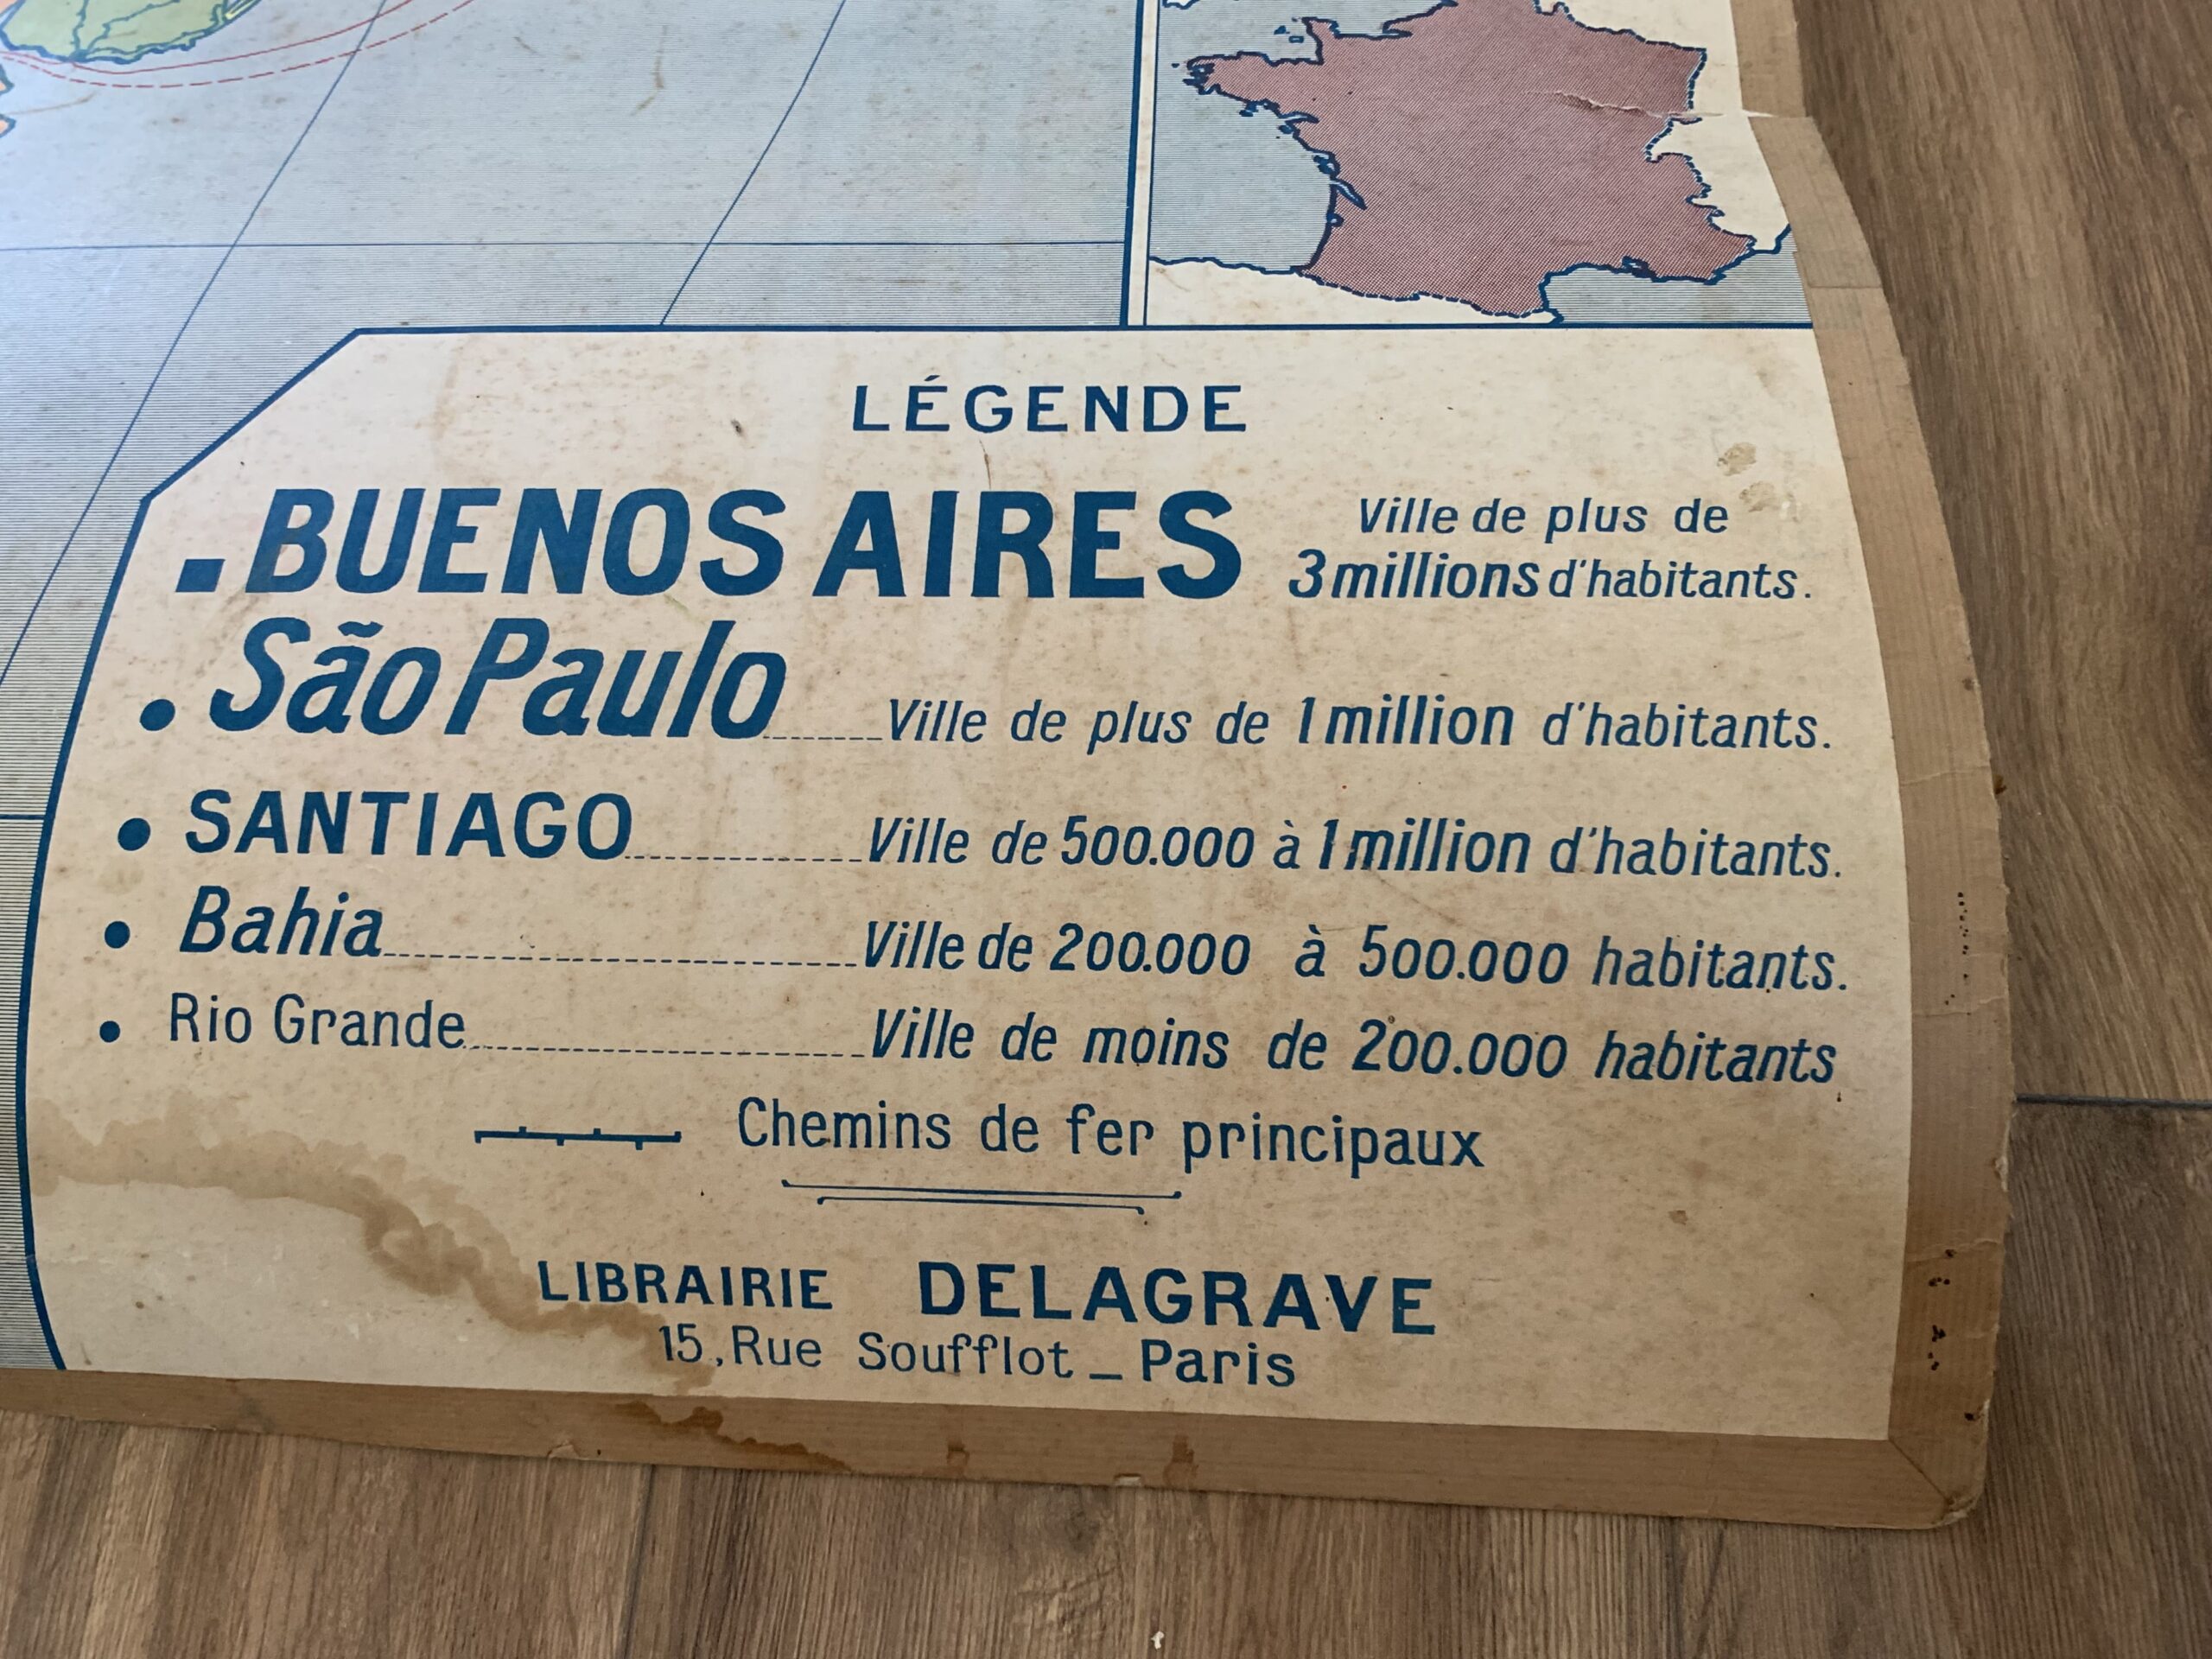 LÉGENDE
BUENOS AIRES Ville de plus de
3 millions d'habitants.
São Paulo Ville de plus de 1 million d'habitants.
SANTIAGO Ville de 500.000 à 1 million d'habitants.
Bahia Ville de 200.000 à 500.000 habitants.
Rio Grande Ville de moins de 200.000 habitants
Chemins de fer principaux
LIBRAIRIE DELAGRAVE
15, Rue Soufflot _ Paris